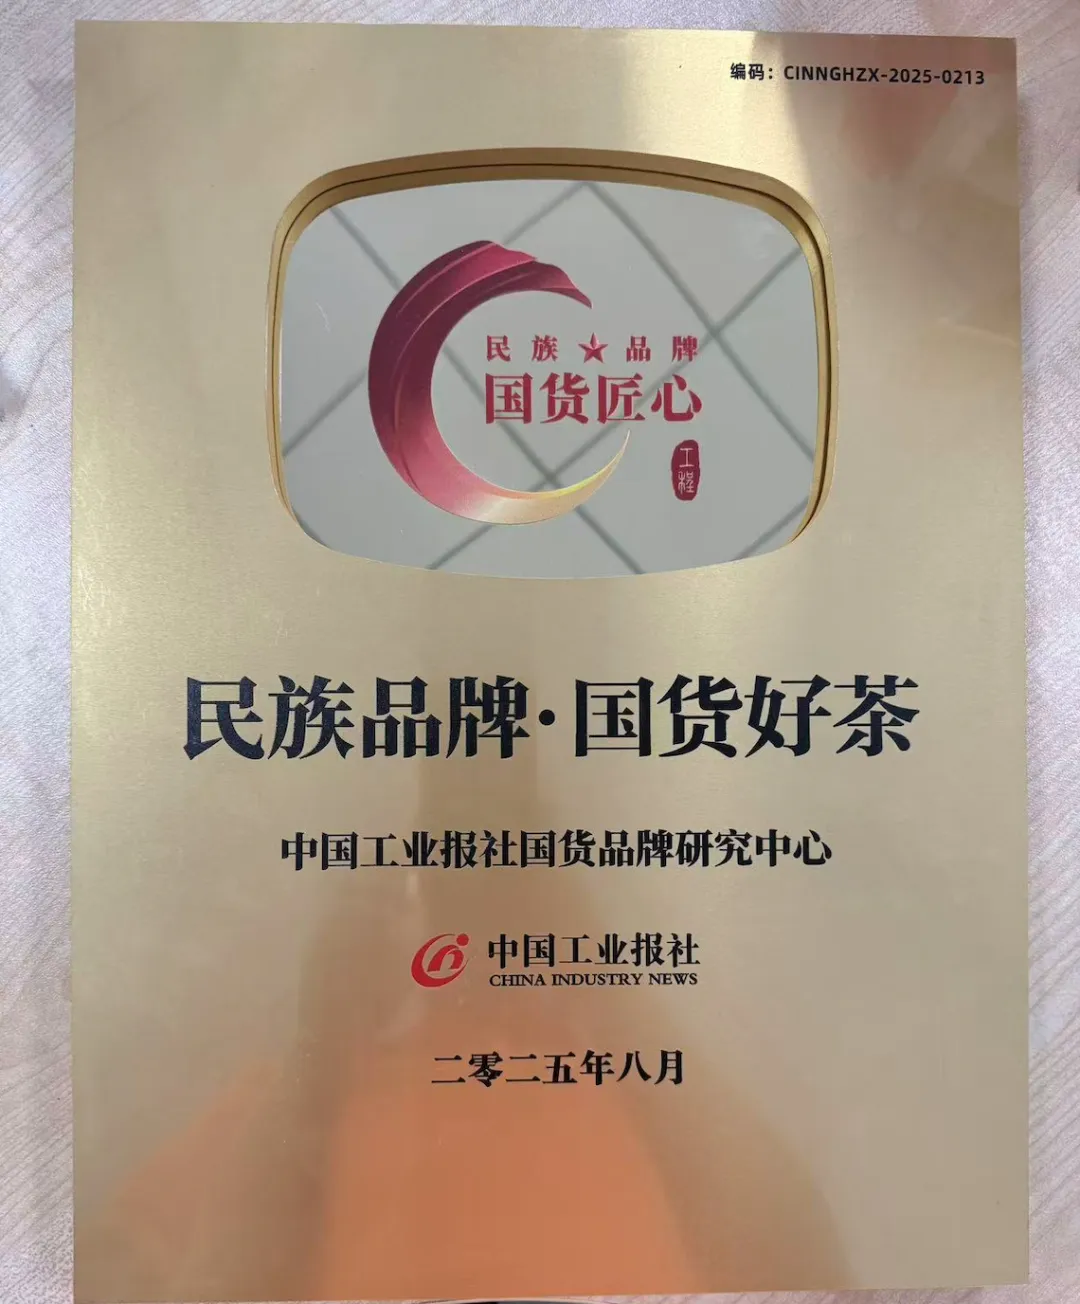 编码：CINNGHZX-2025-0213
民族★品牌
国货匠心
工程
民族品牌·国货好茶
中国工业报社国货品牌研究中心
中国工业报社
CHINA INDUSTRY NEWS
二零二五年八月